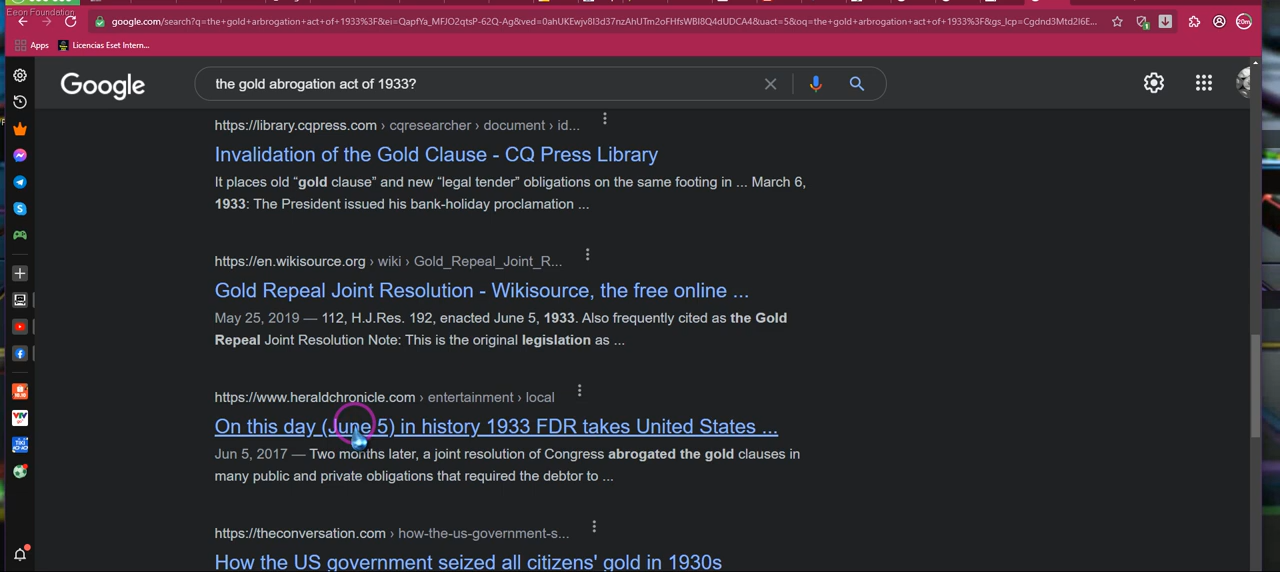 Eeon Foundation
google.com/search?q=the+gold+arbrogation+act+of+1933%3F&ei=QapfYa_MFJO2qtsP-62Q-Ag&ved=0ahUKEwjv8I3d37nzAhUTm2oFHfsWBI8Q4dUDCA4&uact=5&oq=the+gold+arbrogation+act+of+1933%3F&gs_lcp=Cgdnd3Mtd2l6E...
Apps Licencias Eset Intern...
Google
the gold abrogation act of 1933?
https://library.cqpress.com › cqresearcher › document › id...
Invalidation of the Gold Clause - CQ Press Library
It places old “gold clause” and new “legal tender” obligations on the same footing in ... March 6,
1933: The President issued his bank-holiday proclamation ...
https://en.wikisource.org › wiki › Gold_Repeal_Joint_R...
Gold Repeal Joint Resolution - Wikisource, the free online ...
May 25, 2019 — 112, H.J.Res. 192, enacted June 5, 1933. Also frequently cited as the Gold
Repeal Joint Resolution Note: This is the original legislation as ...
https://www.heraldchronicle.com › entertainment › local
On this day (June 5) in history 1933 FDR takes United States ...
Jun 5, 2017 — Two months later, a joint resolution of Congress abrogated the gold clauses in
many public and private obligations that required the debtor to ...
https://theconversation.com › how-the-us-government-s...
How the US government seized all citizens' gold in 1930s